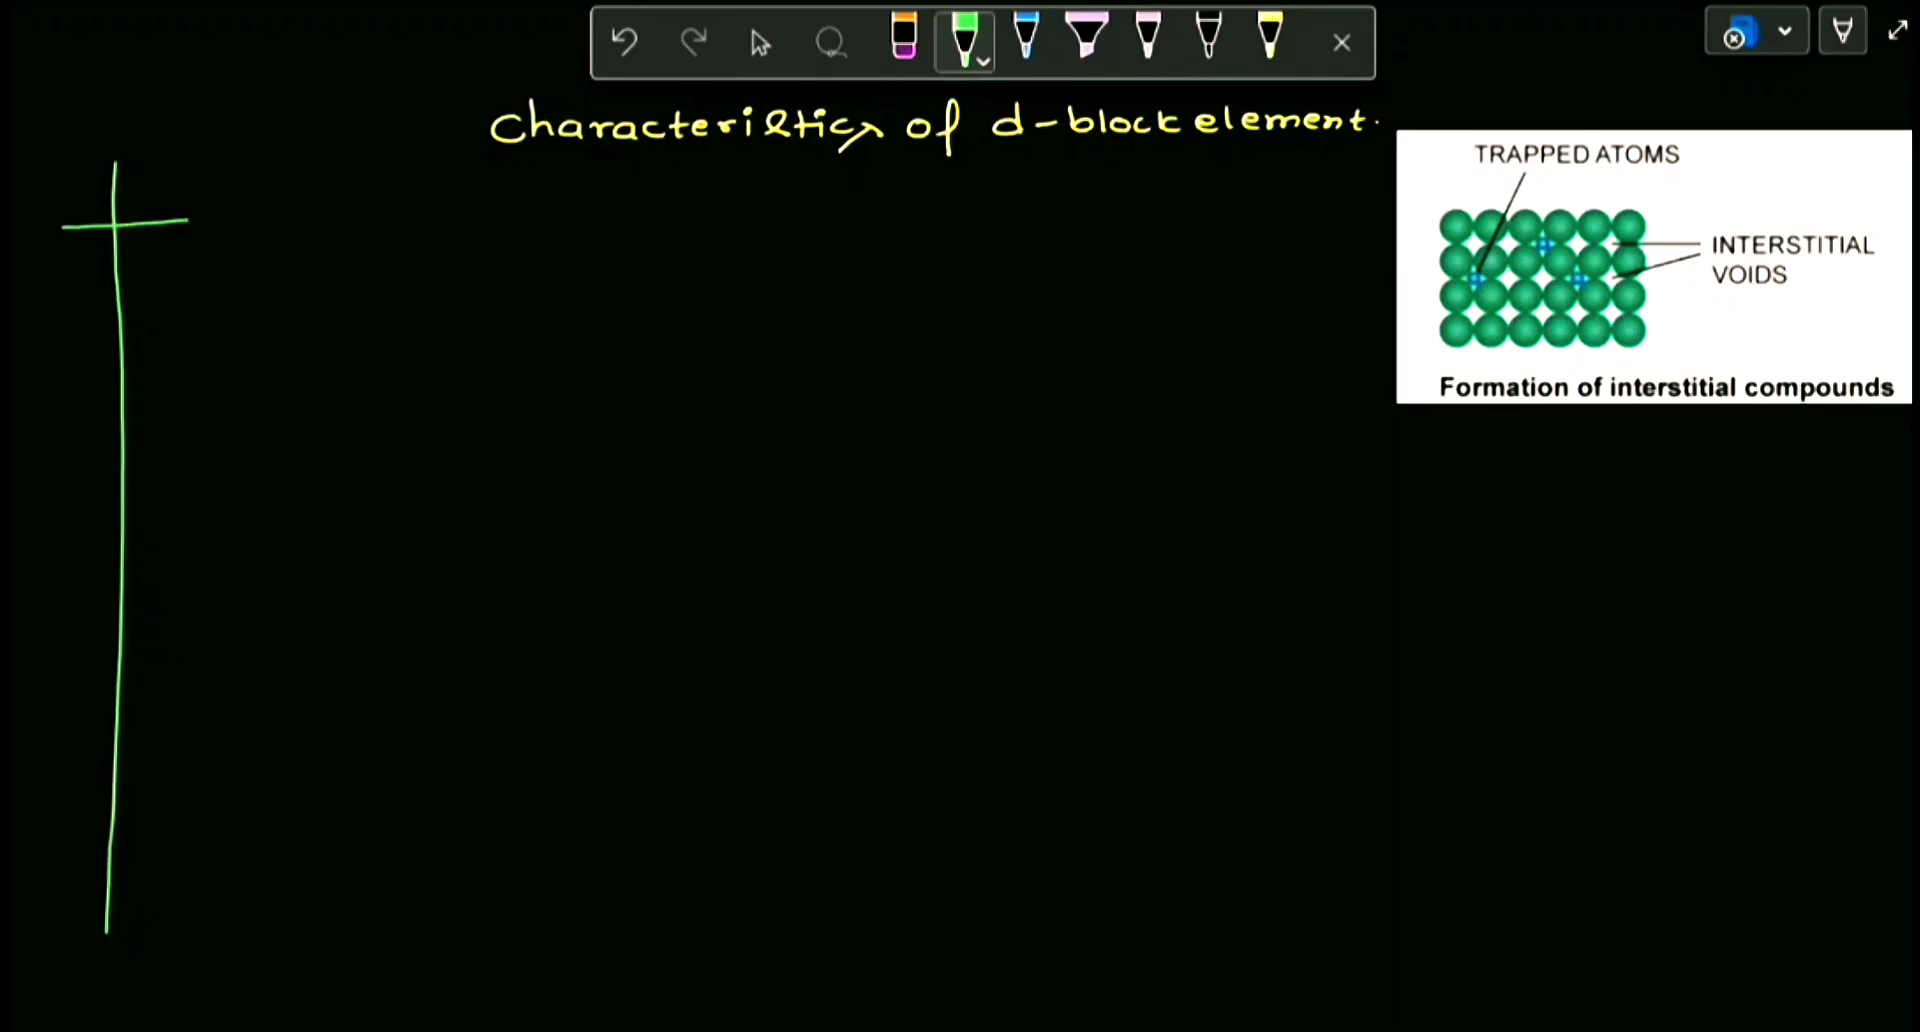 Characteristics of d-block element.
TRAPPED ATOMS
INTERSTITIAL
VOIDS
Formation of interstitial compounds